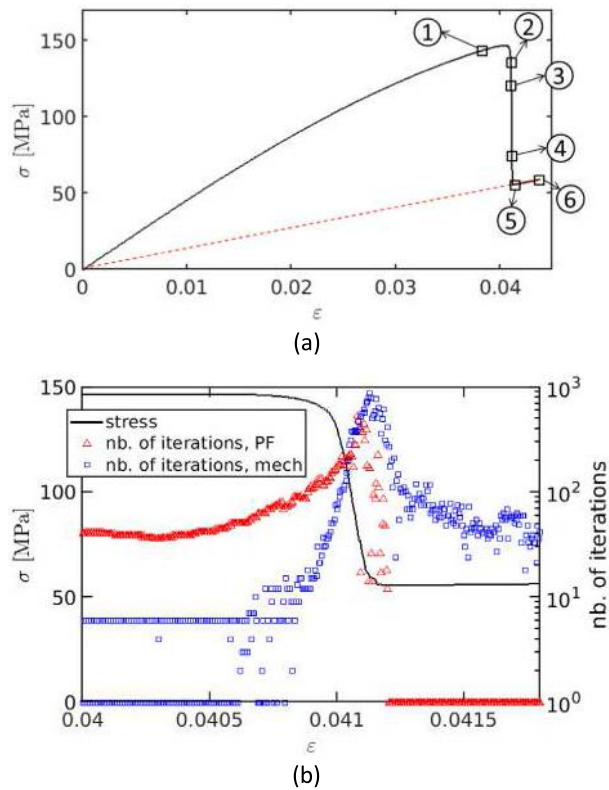 150
100
50
0
σ [MPa]
1
2
3
4
5
6
0
0.01
0.02
0.03
0.04
ε
(a)
150
100
50
0
σ [MPa]
stress
nb. of iterations, PF
nb. of iterations, mech
10³
10²
10¹
10⁰
nb. of iterations
0.04
0.0405
0.041
0.0415
ε
(b)